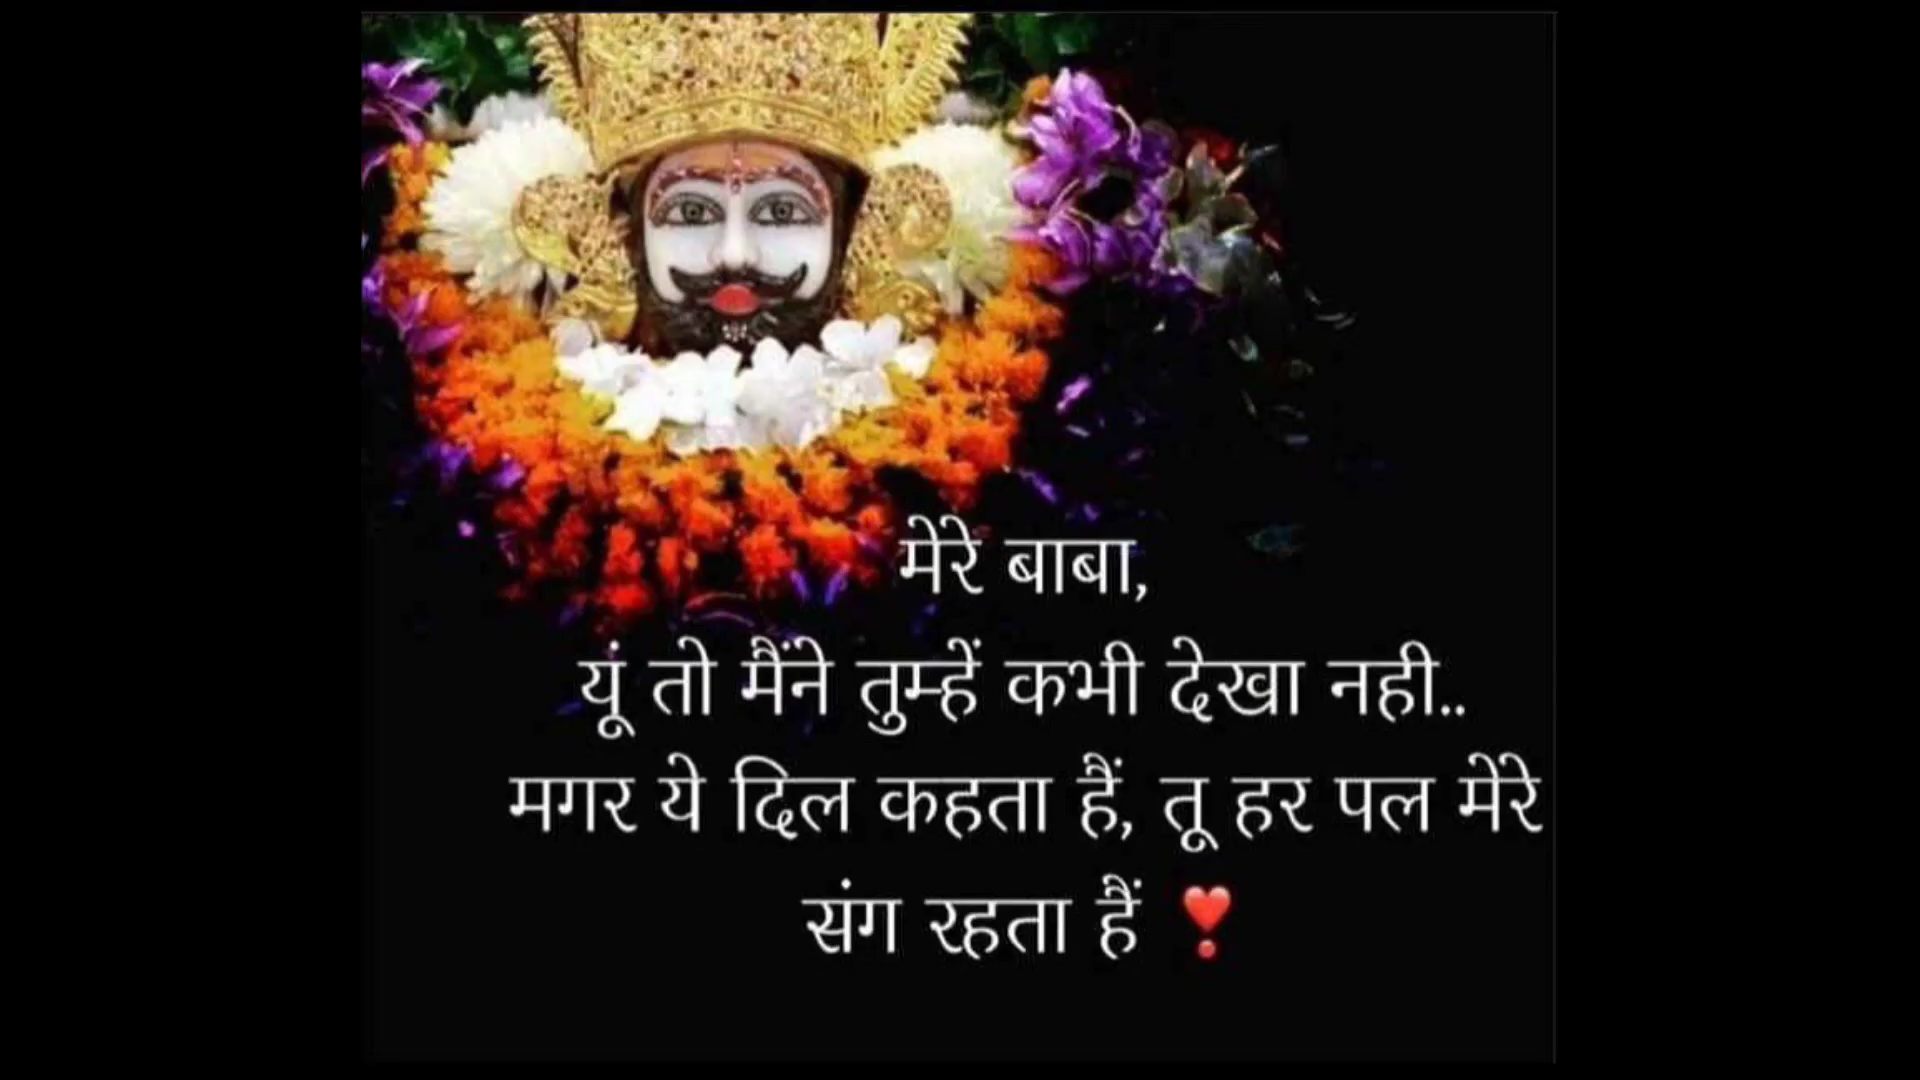 मेरे बाबा,
यूं तो मैंने तुम्हें कभी देखा नही..
मगर ये दिल कहता हैं, तू हर पल मेरे
संग रहता हैं ❣